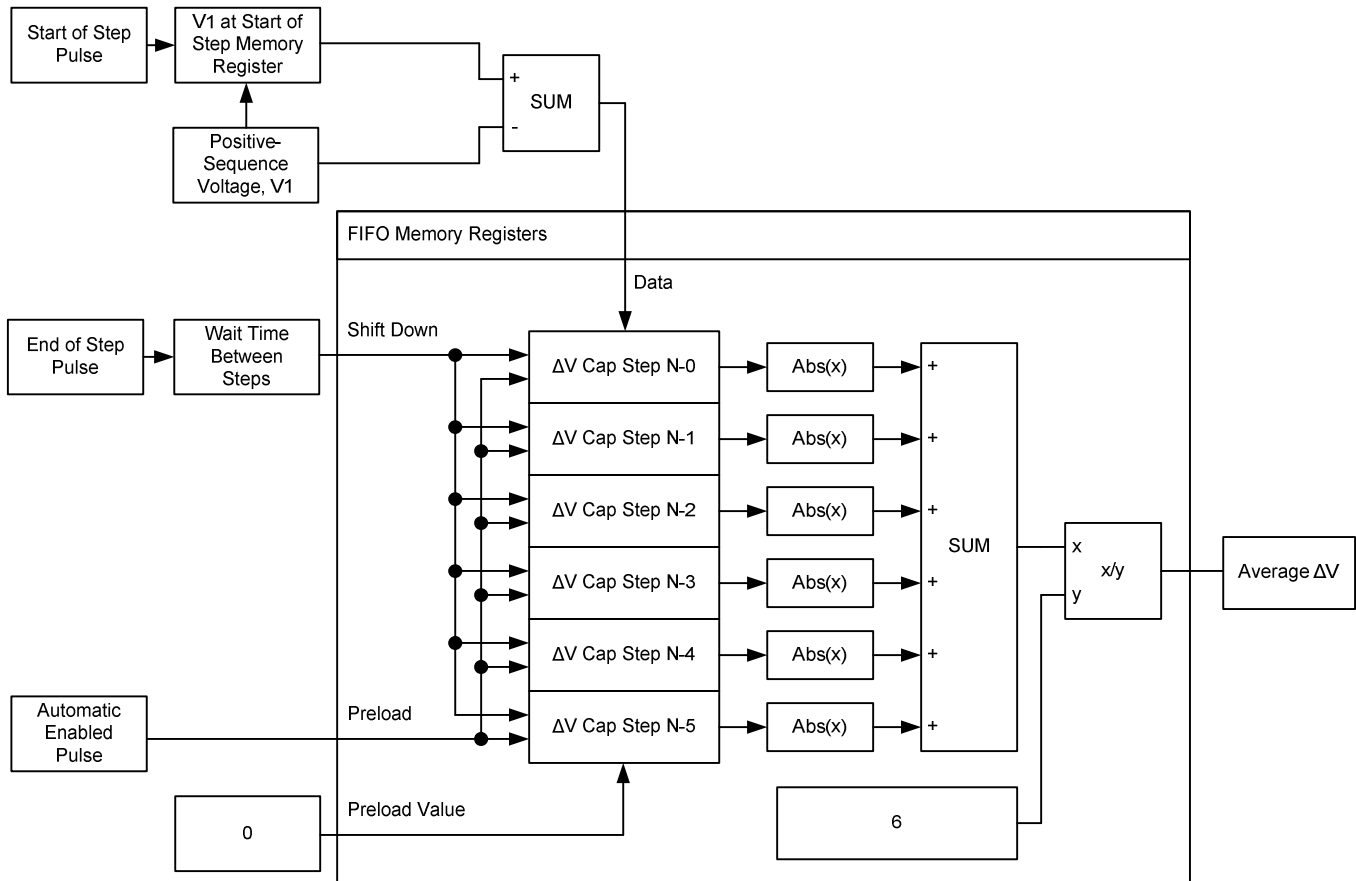 Start of Step
Pulse
V1 at Start of
Step Memory
Register
+
SUM
-
Positive-
Sequence
Voltage, V1
FIFO Memory Registers
Data
End of Step
Pulse
Wait Time
Between
Steps
Shift Down
ΔV Cap Step N-0
Abs(x)
+
ΔV Cap Step N-1
Abs(x)
+
ΔV Cap Step N-2
Abs(x)
+
SUM
ΔV Cap Step N-3
Abs(x)
+
ΔV Cap Step N-4
Abs(x)
+
ΔV Cap Step N-5
Abs(x)
+
x
x/y
y
Average ΔV
Automatic
Enabled
Pulse
Preload
0
Preload Value
6